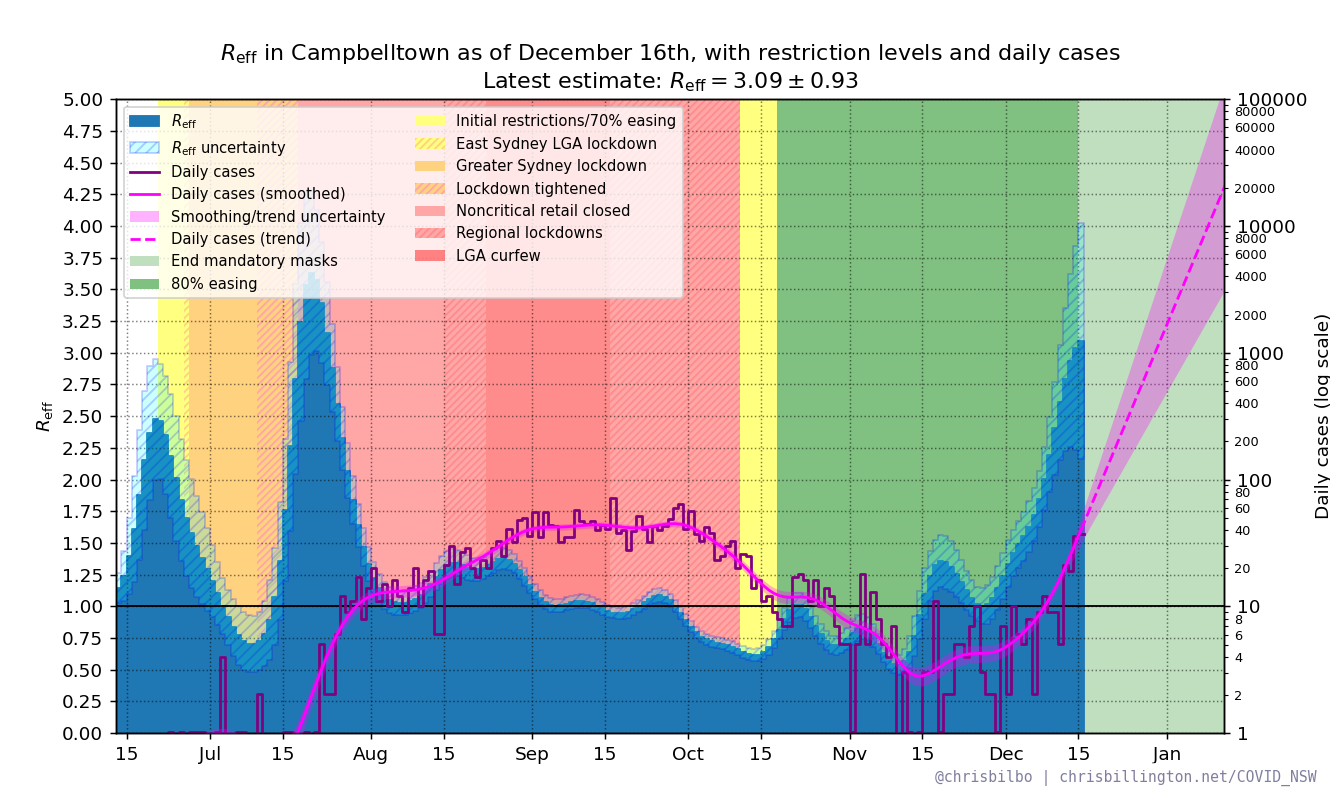 R_eff in Campbelltown as of December 16th, with restriction levels and daily cases
Latest estimate: R_eff = 3.09 ± 0.93
R_eff
R_eff uncertainty
Daily cases
Daily cases (smoothed)
Smoothing/trend uncertainty
Daily cases (trend)
End mandatory masks
80% easing
Initial restrictions/70% easing
East Sydney LGA lockdown
Greater Sydney lockdown
Lockdown tightened
Noncritical retail closed
Regional lockdowns
LGA curfew
R_eff
5.00
4.75
4.50
4.25
4.00
3.75
3.50
3.25
3.00
2.75
2.50
2.25
2.00
1.75
1.50
1.25
1.00
0.75
0.50
0.25
0.00
100000
80000
60000
40000
20000
10000
8000
6000
4000
2000
1000
800
600
400
200
100
80
60
40
20
10
8
6
4
2
1
Daily cases (log scale)
15 Jul 15 Aug 15 Sep 15 Oct 15 Nov 15 Dec 15 Jan
@chrisbilbo | chrisbillington.net/COVID_NSW